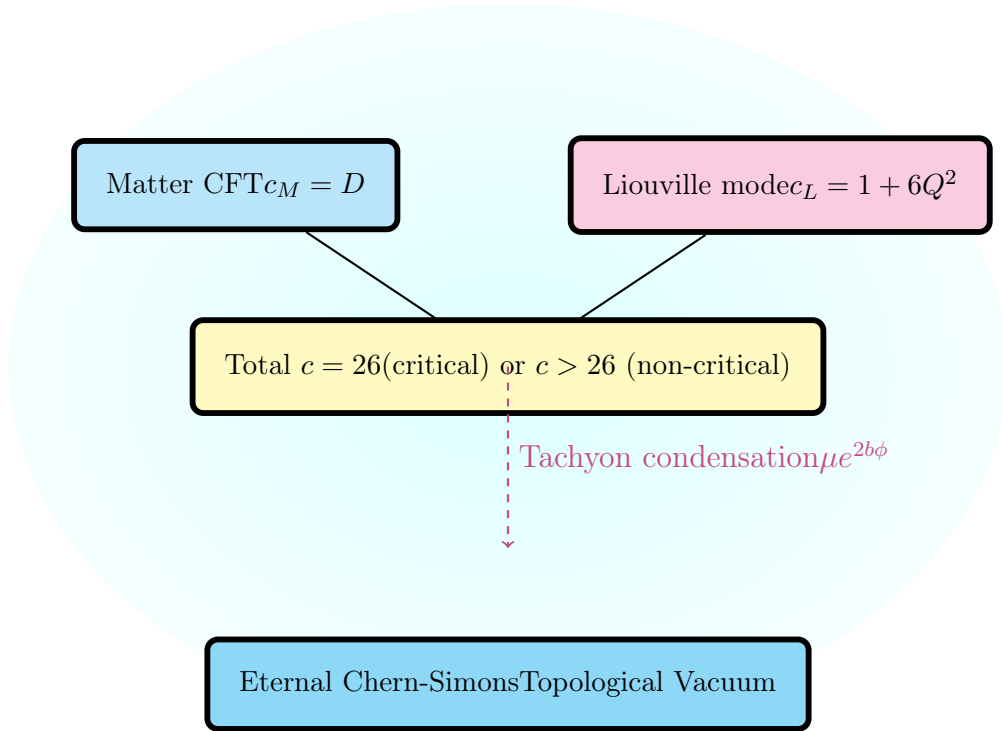 Matter CFT$c_M = D$
Liouville mode$c_L = 1 + 6Q^2$
Total $c = 26$(critical) or $c > 26$ (non-critical)
Tachyon condensation$\mu e^{2b\phi}$
Eternal Chern-SimonsTopological Vacuum